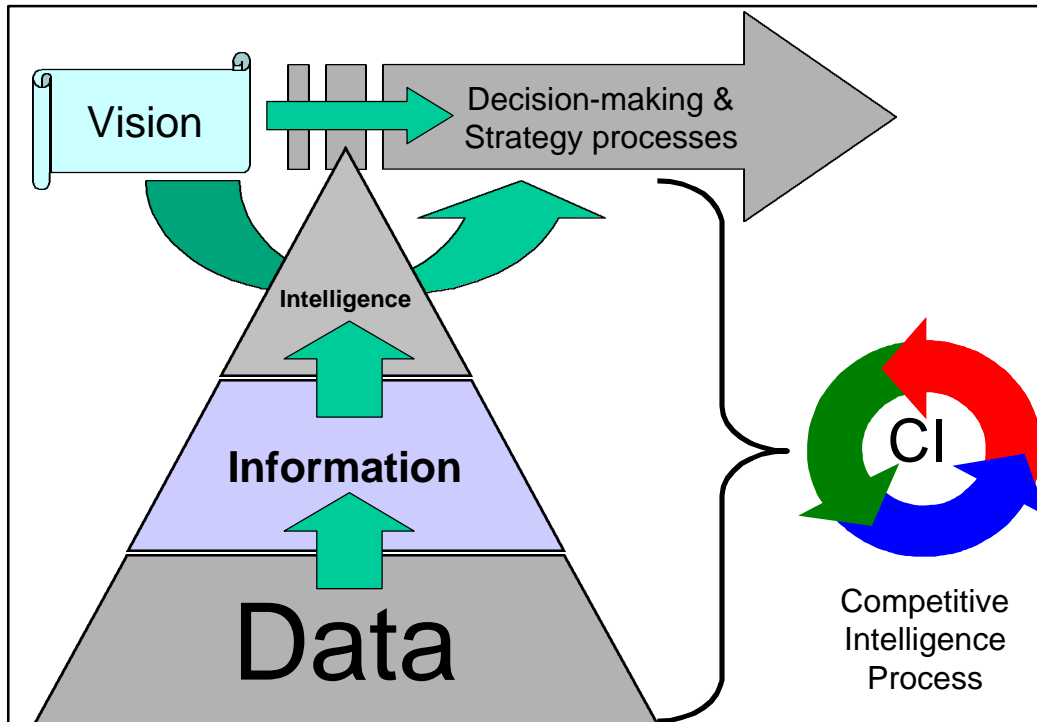 Vision
Decision-making &
Strategy processes
Intelligence
Information
Data
CI
Competitive
Intelligence
Process